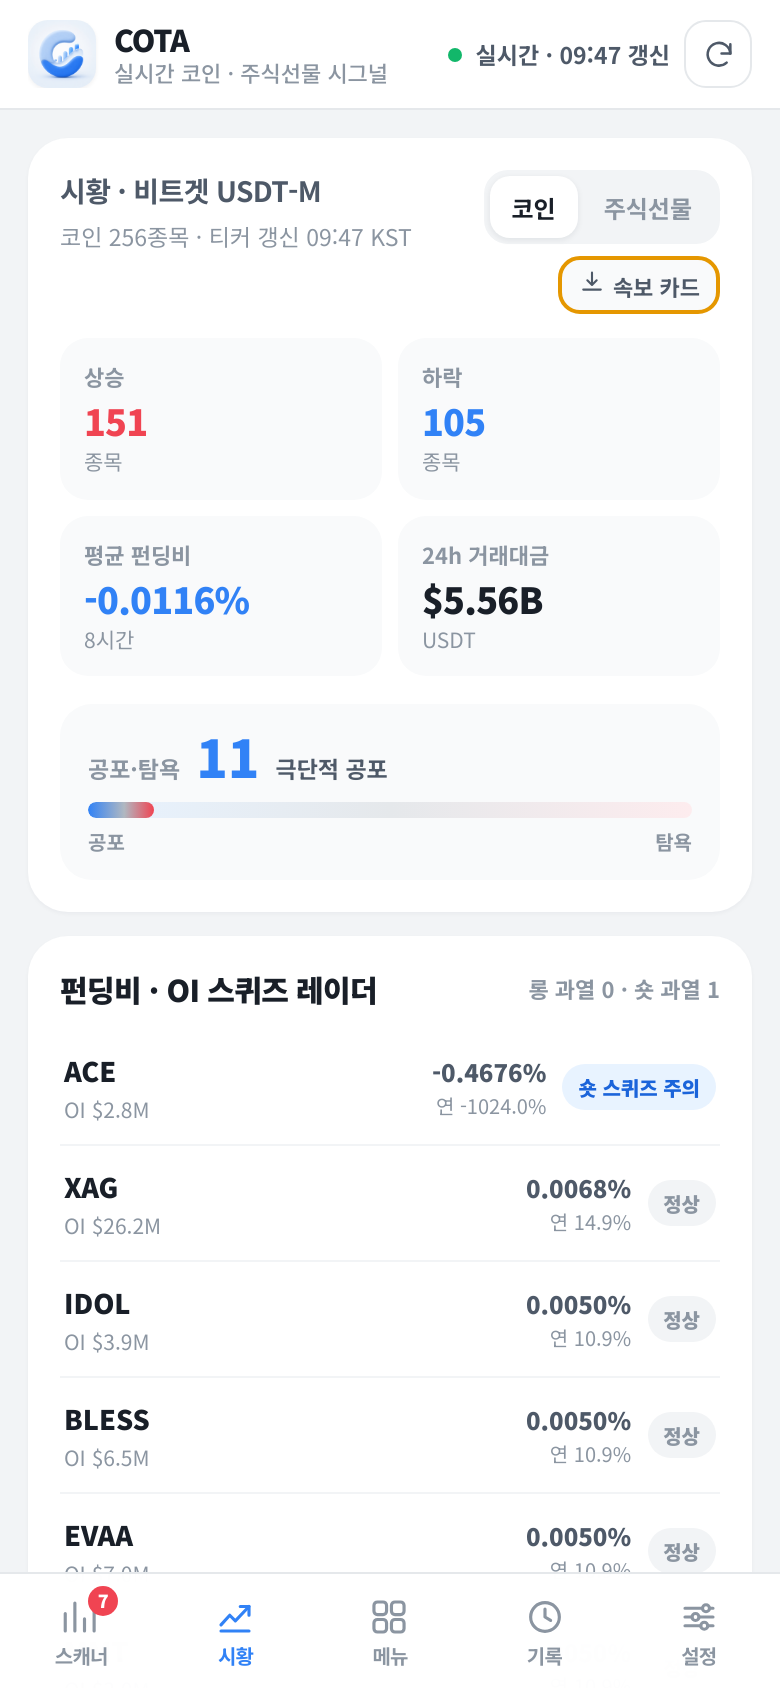 COTA
실시간 코인 · 주식선물 시그널
실시간 · 09:47 갱신
시황 · 비트겟 USDT-M
코인 256종목 · 티커 갱신 09:47 KST
코인
주식선물
속보 카드
상승
151
종목
하락
105
종목
평균 펀딩비
-0.0116%
8시간
24h 거래대금
$5.56B
USDT
공포·탐욕 11 극단적 공포
공포
탐욕
펀딩비 · OI 스퀴즈 레이더
롱 과열 0 · 숏 과열 1
ACE
OI $2.8M
-0.4676%
연 -1024.0%
숏 스퀴즈 주의
XAG
OI $26.2M
0.0068%
연 14.9%
정상
IDOL
OI $3.9M
0.0050%
연 10.9%
정상
BLESS
OI $6.5M
0.0050%
연 10.9%
정상
EVAA
OI
0.0050%
연 10.9%
정상
7
스캐너
시황
메뉴
기록
설정